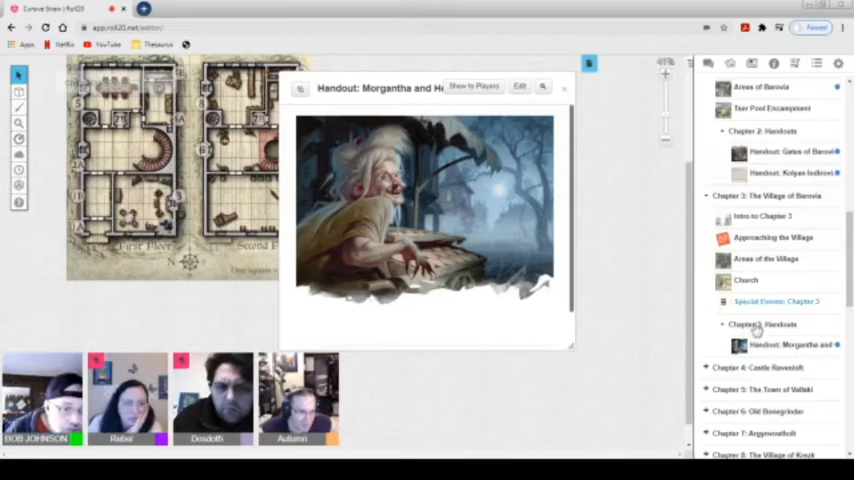 Curse of Strahd | Roll20
app.roll20.net/editor/
Paused
Apps
Netflix
YouTube
Thesaurus
41%
Handout: Morgantha and He
Show to Players
Edit
First Floor
Second F
One square
N
Areas of Barovia
Tser Pool Encampment
Chapter 2: Handouts
Handout: Gates of Barovi
Handout: Kolyan Indirovi
Chapter 3: The Village of Barovia
Intro to Chapter 3
Approaching the Village
Areas of the Village
Church
Special Events: Chapter 3
Chapter 3: Handouts
Handout: Morgantha and
Chapter 4: Castle Ravenloft
Chapter 5: The Town of Vallaki
Chapter 6: Old Bonegrinder
Chapter 7: Argynvostholt
Chapter 8: The Village of Krezk
BOB JOHNSON
Rebel
Dosdoth
Autumn